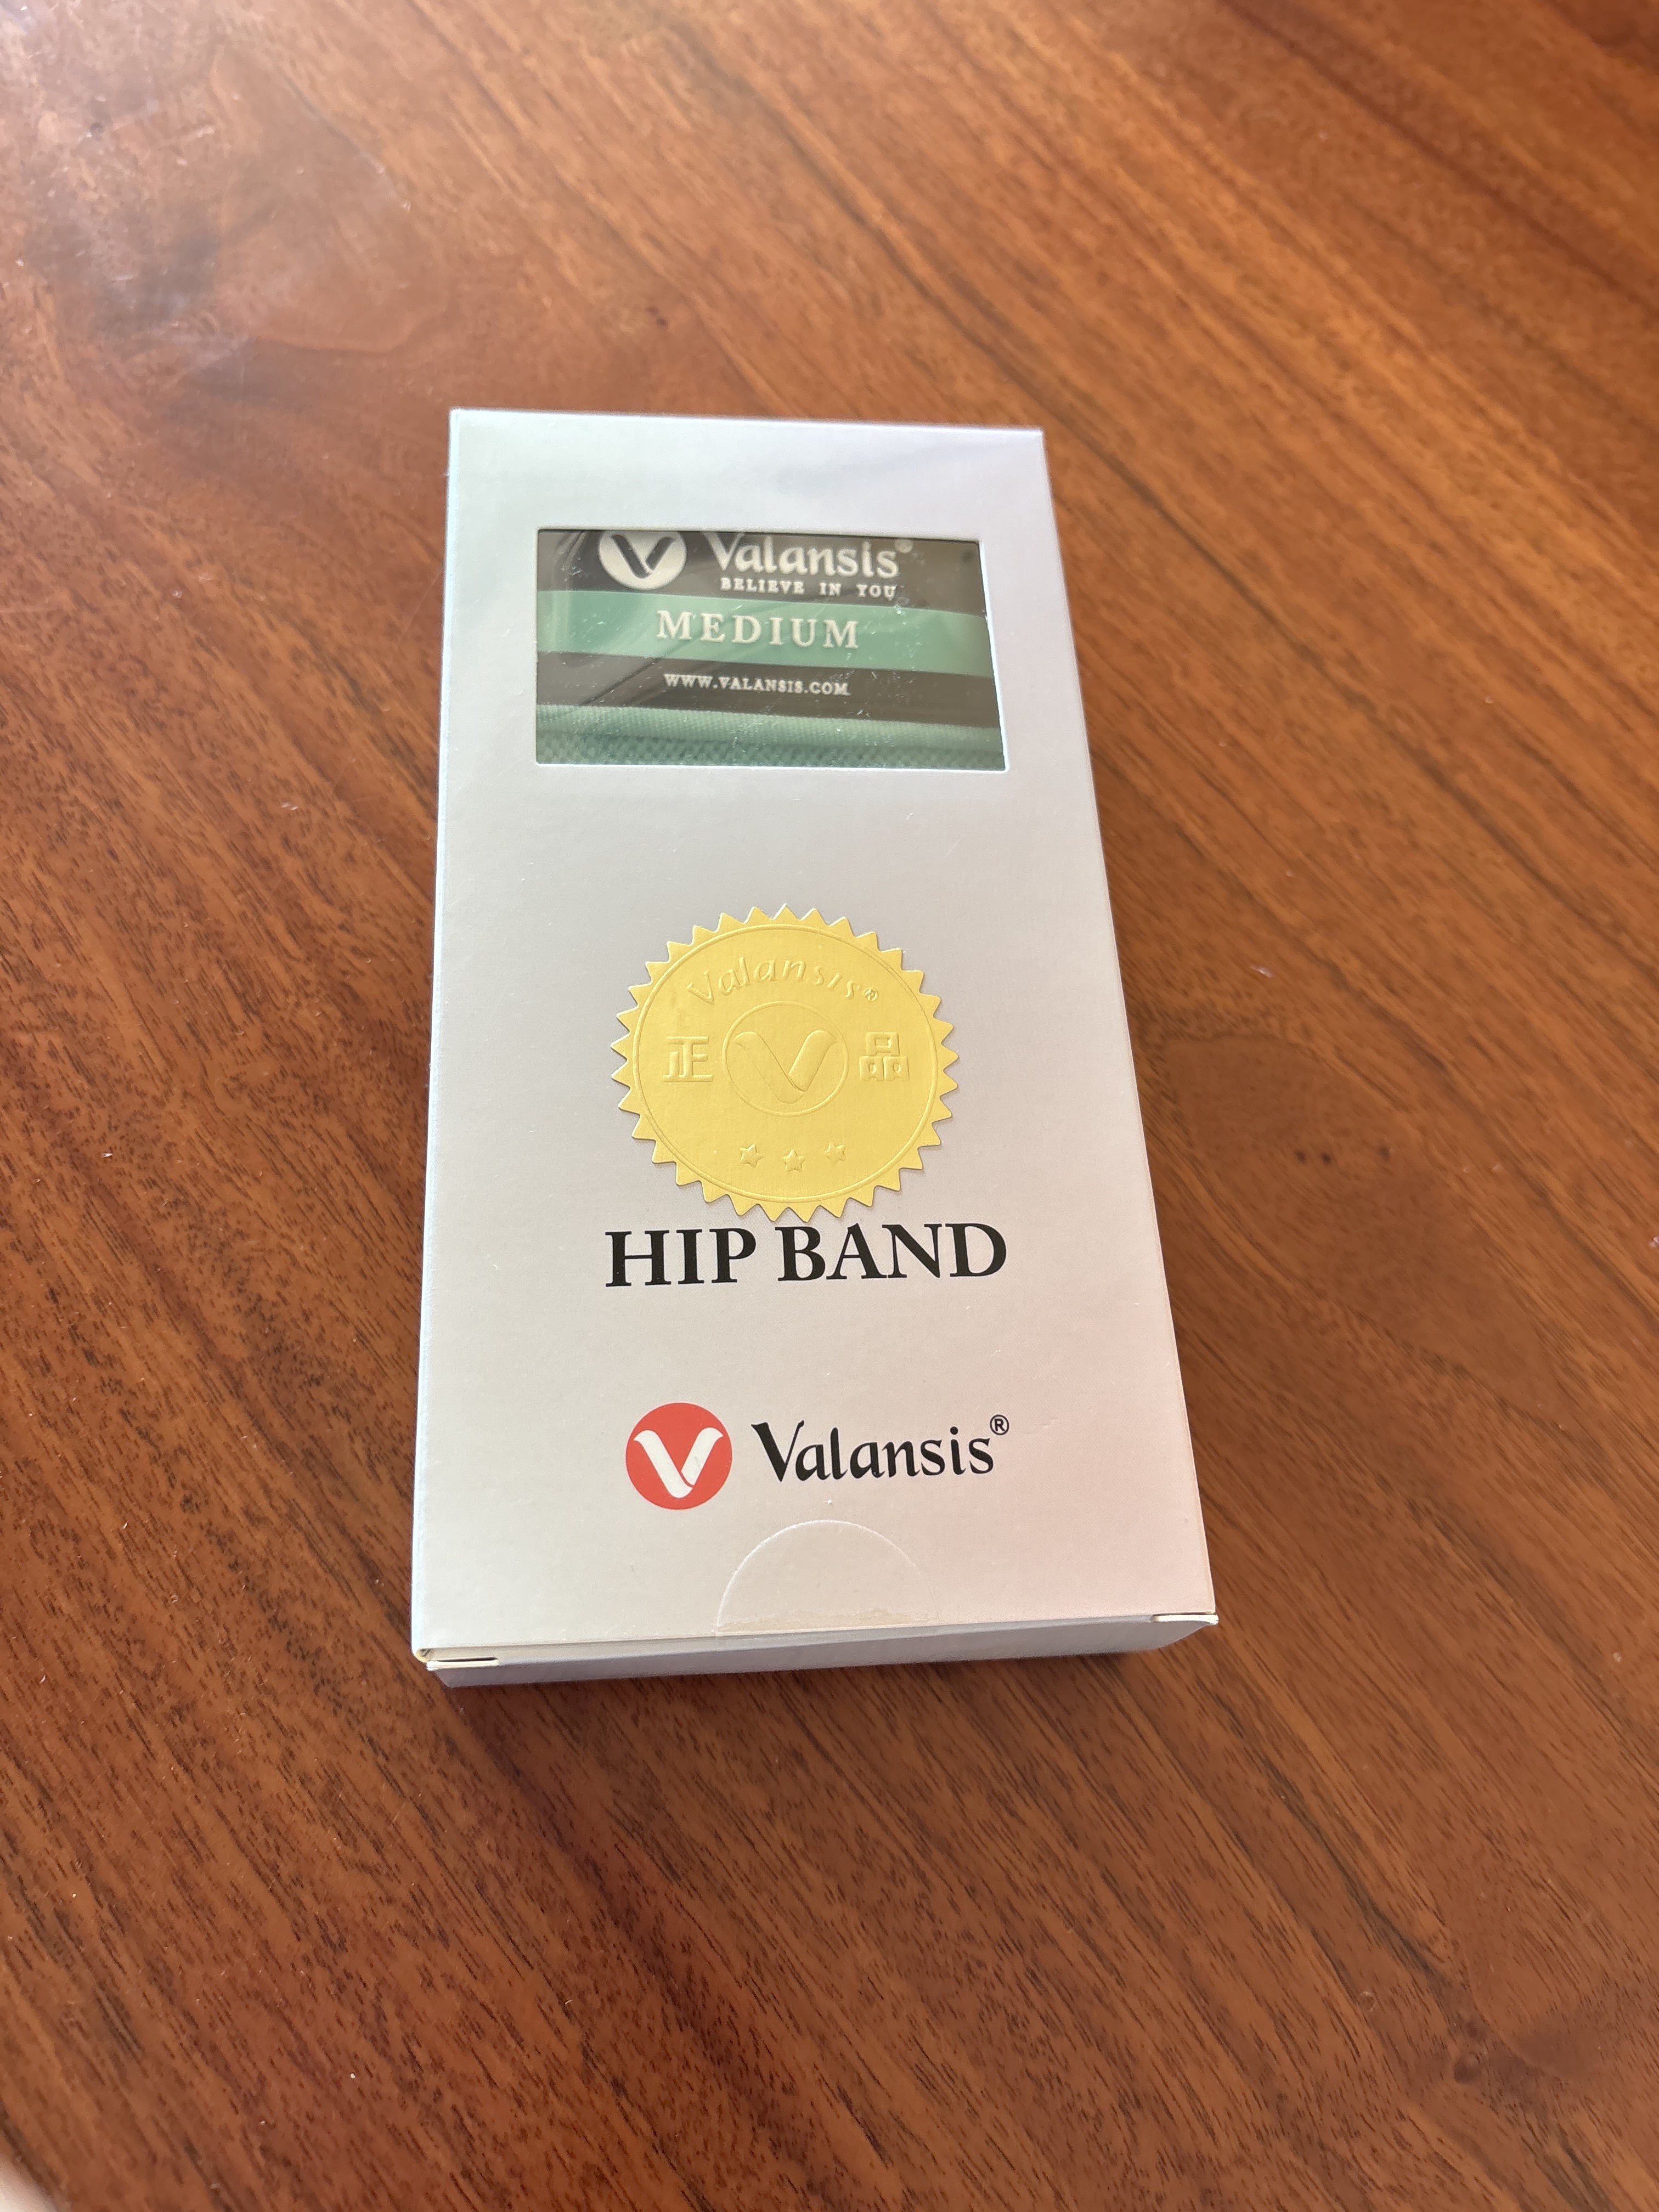 Valansis®
BELIEVE IN YOU
MEDIUM
WWW.VALANSIS.COM
Valansis®
正 品
HIP BAND
Valansis®